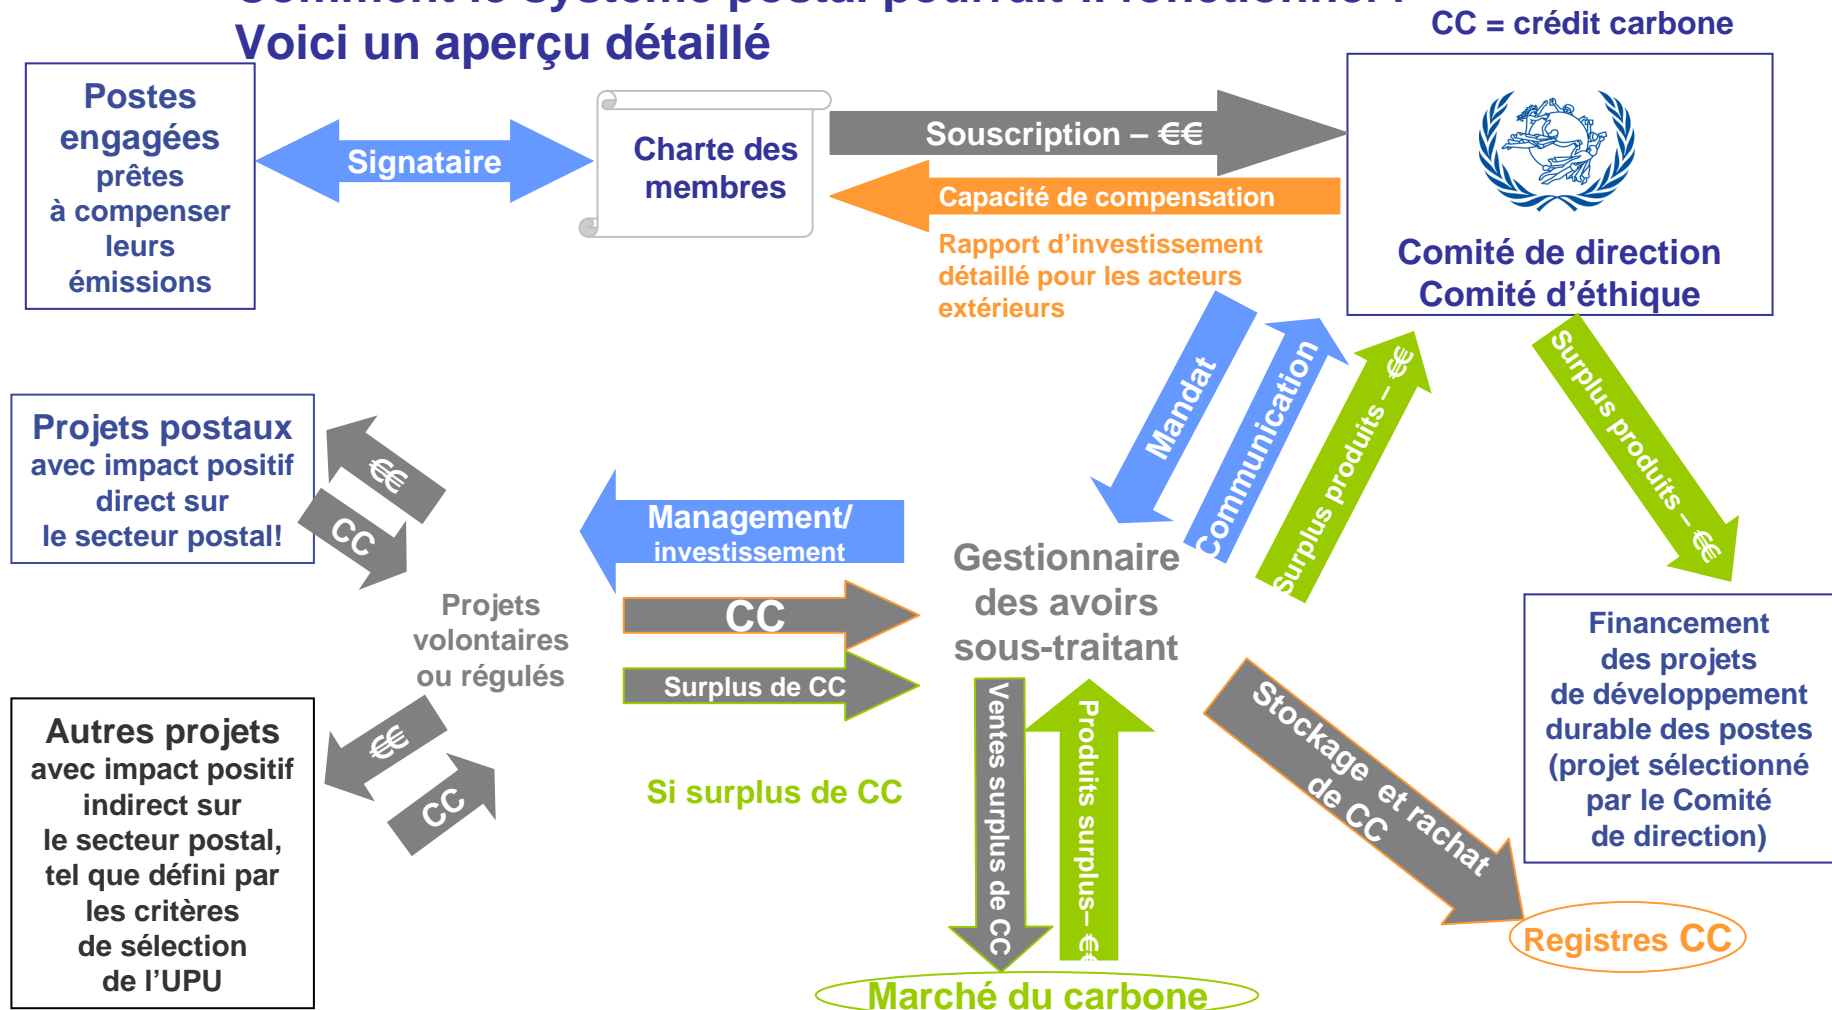 Voici un aperçu détaillé
CC = crédit carbone
Postes
engagées
prêtes
à compenser
leurs
émissions
Signataire
Charte des
membres
Souscription – €€
Capacité de compensation
Rapport d’investissement
détaillé pour les acteurs
extérieurs
Comité de direction
Comité d’éthique
Mandat
Communication
Surplus produits – €€
Surplus produits – €€
Projets postaux
avec impact positif
direct sur
le secteur postal!
€€
CC
Projets
volontaires
ou régulés
Management/
investissement
CC
Surplus de CC
Gestionnaire
des avoirs
sous-traitant
Financement
des projets
de développement
durable des postes
(projet sélectionné
par le Comité
de direction)
Autres projets
avec impact positif
indirect sur
le secteur postal,
tel que défini par
les critères
de sélection
de l’UPU
€€
CC
Si surplus de CC
Ventes surplus de CC
Produits surplus– €€
Stockage et rachat
de CC
Registres CC
Marché du carbone